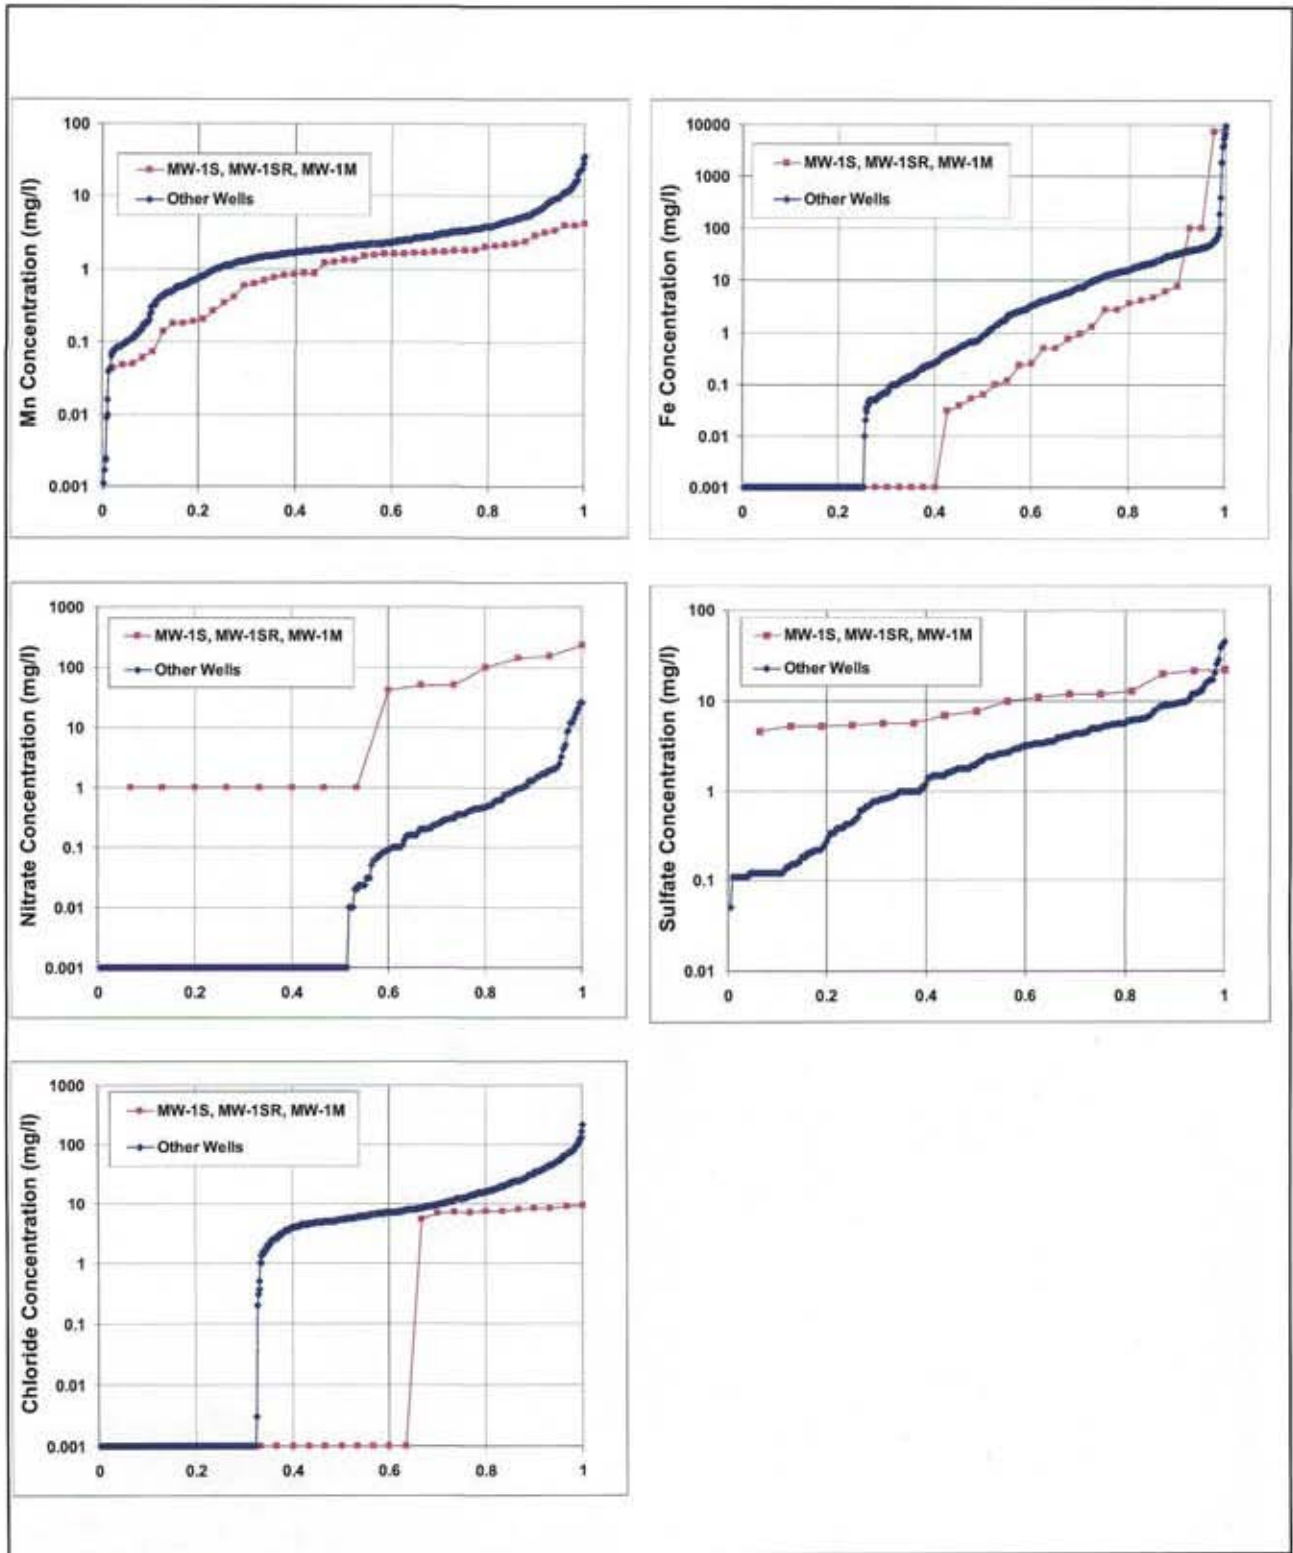 Mn Concentration (mg/l)
100
10
1
0.1
0.01
0.001
MW-1S, MW-1SR, MW-1M
Other Wells
0 0.2 0.4 0.6 0.8 1
Fe Concentration (mg/l)
10000
1000
100
10
1
0.1
0.01
0.001
MW-1S, MW-1SR, MW-1M
Other Wells
0 0.2 0.4 0.6 0.8 1
Nitrate Concentration (mg/l)
1000
100
10
1
0.1
0.01
0.001
MW-1S, MW-1SR, MW-1M
Other Wells
0 0.2 0.4 0.6 0.8 1
Sulfate Concentration (mg/l)
100
10
1
0.1
0.01
MW-1S, MW-1SR, MW-1M
Other Wells
0 0.2 0.4 0.6 0.8 1
Chloride Concentration (mg/l)
1000
100
10
1
0.1
0.01
0.001
MW-1S, MW-1SR, MW-1M
Other Wells
0 0.2 0.4 0.6 0.8 1